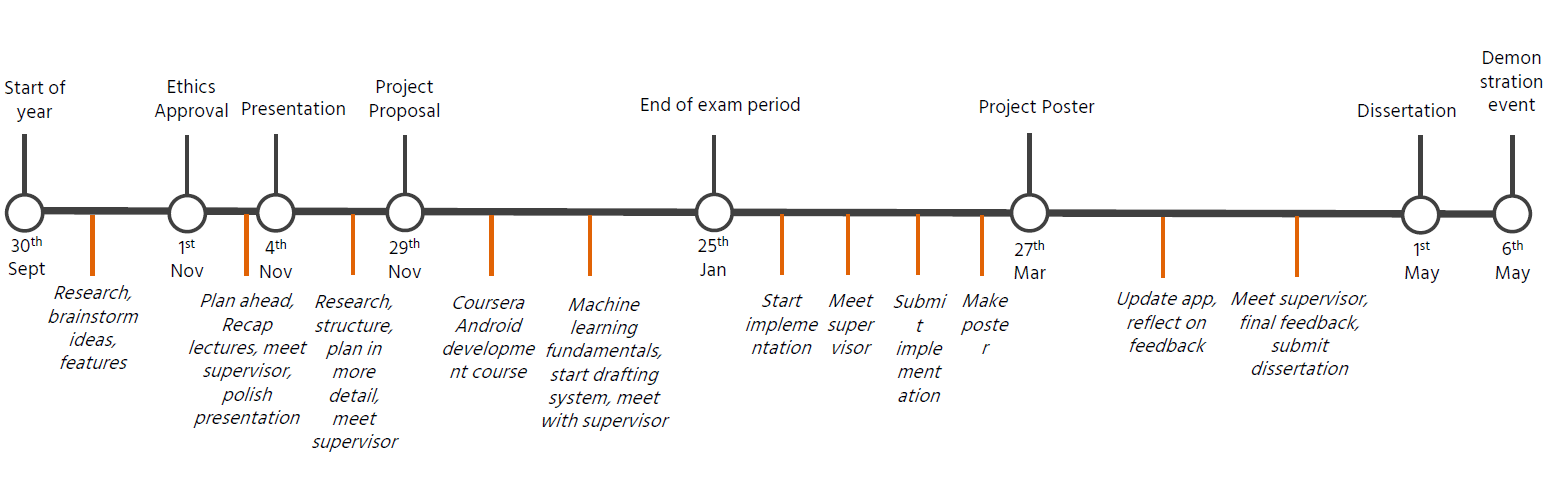 Start of
year
Ethics
Approval
Presentation
Project
Proposal
End of exam period
Project Poster
Dissertation
Demon
stration
event
30th
Sept
1st
Nov
4th
Nov
29th
Nov
25th
Jan
27th
Mar
1st
May
6th
May
Research,
brainstorm
ideas,
features
Plan ahead,
Recap
lectures, meet
supervisor,
polish
presentation
Research,
structure,
plan in
more
detail,
meet
supervisor
Coursera
Android
developme
nt course
Machine
learning
fundamentals,
start drafting
system, meet
with supervisor
Start
impleme
ntation
Meet
super
visor
Submi
t
imple
ment
ation
Make
poste
r
Update app,
reflect on
feedback
Meet supervisor,
final feedback,
submit
dissertation